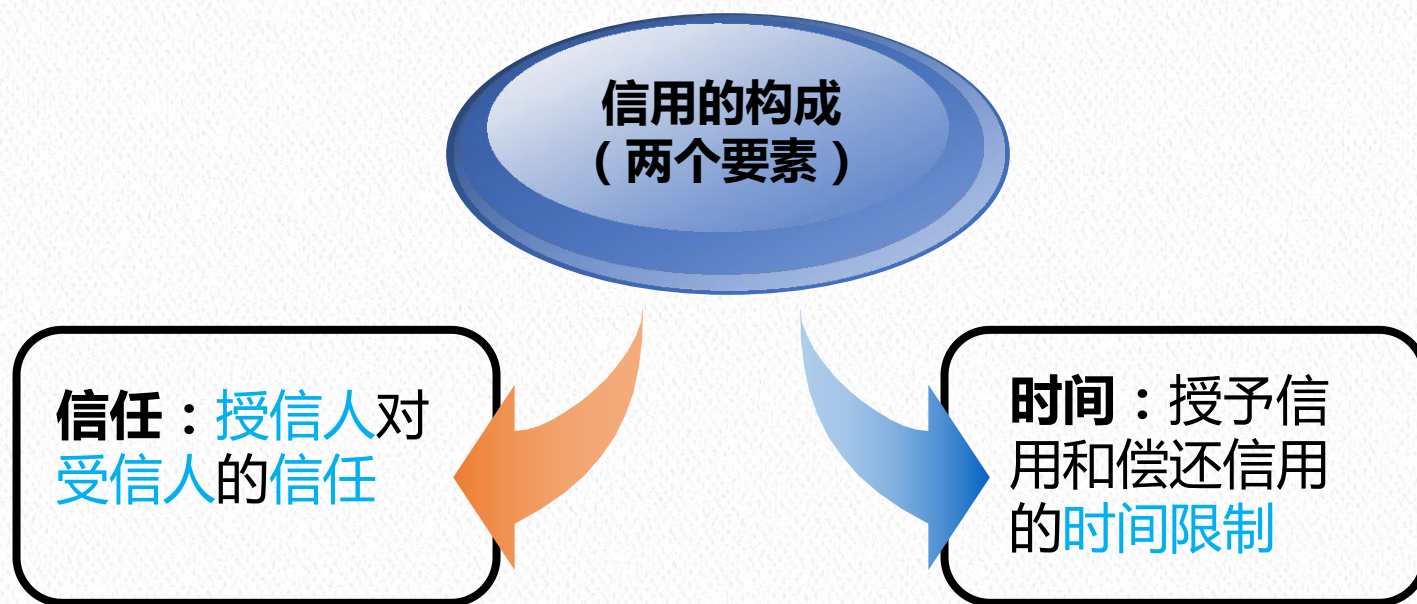 信用的构成
（两个要素）
信任：授信人对
受信人的信任
时间：授予信
用和偿还信用
的时间限制